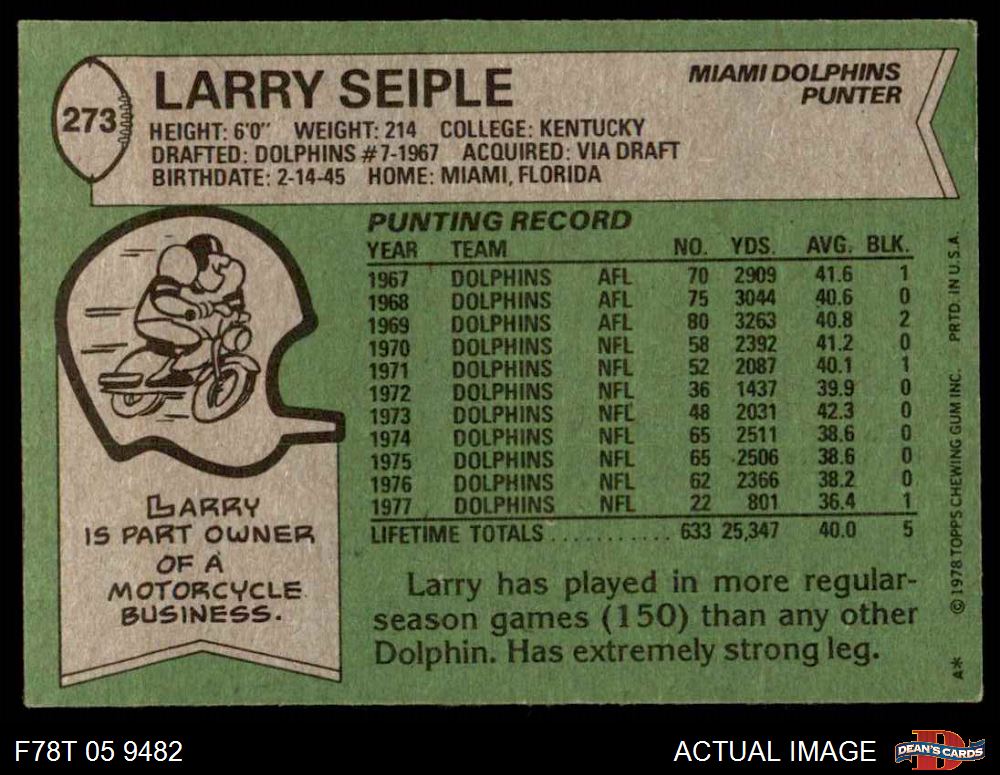 273
LARRY SEIPLE
MIAMI DOLPHINS
PUNTER
HEIGHT: 6'0" WEIGHT: 214 COLLEGE: KENTUCKY
DRAFTED: DOLPHINS #7-1967 ACQUIRED: VIA DRAFT
BIRTHDATE: 2-14-45 HOME: MIAMI, FLORIDA
PUNTING RECORD
YEAR TEAM NO. YDS. AVG. BLK.
1967 DOLPHINS AFL 70 2909 41.6 1
1968 DOLPHINS AFL 75 3044 40.6 0
1969 DOLPHINS AFL 80 3263 40.8 2
1970 DOLPHINS NFL 58 2392 41.2 0
1971 DOLPHINS NFL 52 2087 40.1 1
1972 DOLPHINS NFL 36 1437 39.9 0
1973 DOLPHINS NFL 48 2031 42.3 0
1974 DOLPHINS NFL 65 2511 38.6 0
1975 DOLPHINS NFL 65 2506 38.6 0
1976 DOLPHINS NFL 62 2366 38.2 0
1977 DOLPHINS NFL 22 801 36.4 1
LIFETIME TOTALS ........... 633 25,347 40.0 5
LARRY
IS PART OWNER
OF A
MOTORCYCLE
BUSINESS.
Larry has played in more regular-
season games (150) than any other
Dolphin. Has extremely strong leg.
A* © 1978 TOPPS CHEWING GUM INC. PRTD. IN U.S.A.
F78T 05 9482
ACTUAL IMAGE
D
DEAN'S CARDS